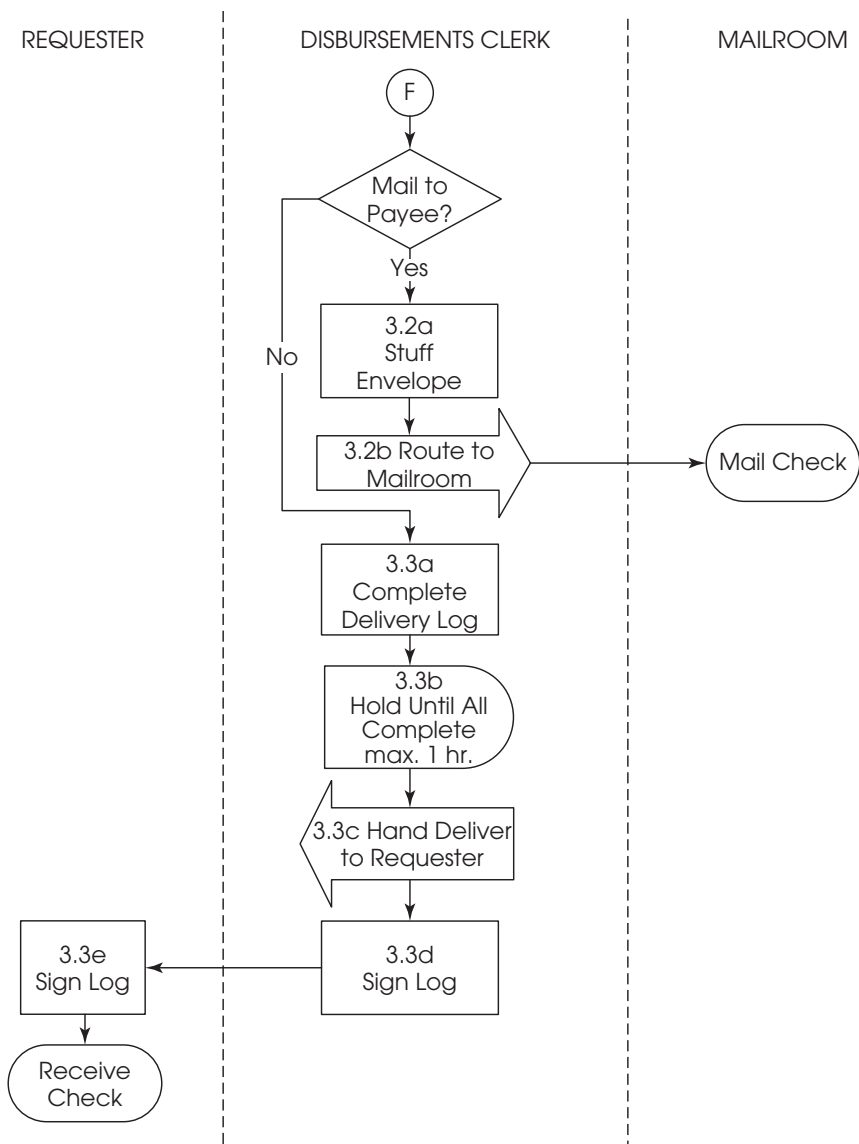 REQUESTER
DISBURSEMENTS CLERK
MAILROOM
F
Mail to
Payee?
Yes
No
3.2a
Stuff
Envelope
3.2b Route to
Mailroom
Mail Check
3.3a
Complete
Delivery Log
3.3b
Hold Until All
Complete
max. 1 hr.
3.3c Hand Deliver
to Requester
3.3d
Sign Log
3.3e
Sign Log
Receive
Check